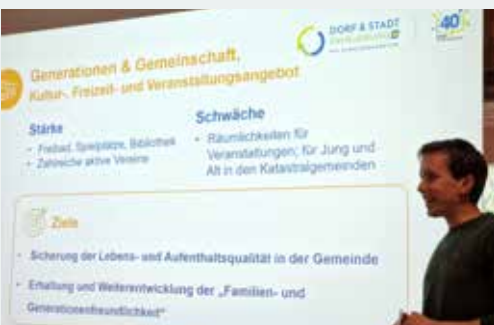 DORF & STADT
40
Generationen & Gemeinschaft,
Kultur-, Freizeit- und Veranstaltungsangebot
Stärke
• Freibad, Spielplätze, Bibliothek
• Zahlreiche aktive Vereine
Schwäche
• Räumlichkeiten für
Veranstaltungen; für Jung und
Alt in den Katastralgemeinden
Ziele
• Sicherung der Lebens- und Aufenthaltsqualität in der Gemeinde
• Erhaltung und Weiterentwicklung der „Familien- und
Generationenfreundlichkeit“